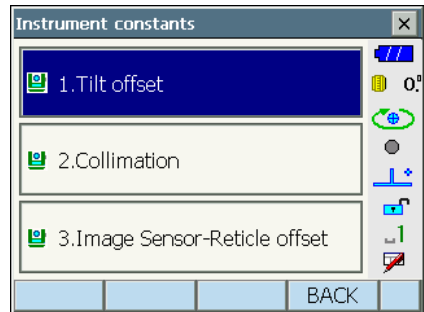 Instrument constants
1.Tilt offset
0."
2.Collimation
3.Image Sensor-Reticle offset
1
BACK